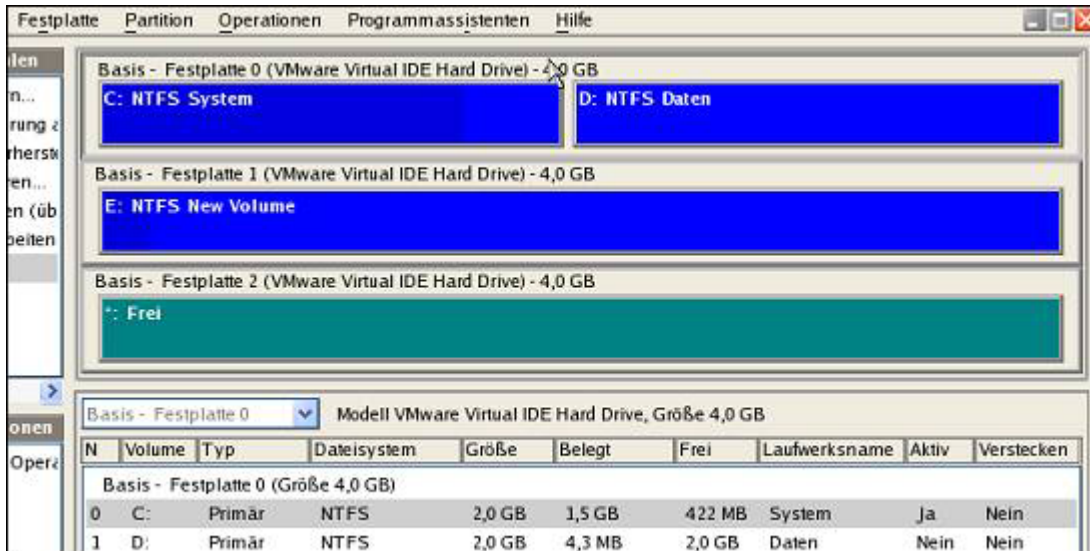 Festplatte Partition Operationen Programmassistenten Hilfe
Basis - Festplatte 0 (VMware Virtual IDE Hard Drive) - 4,0 GB
C: NTFS System D: NTFS Daten
Basis - Festplatte 1 (VMware Virtual IDE Hard Drive) - 4,0 GB
E: NTFS New Volume
Basis - Festplatte 2 (VMware Virtual IDE Hard Drive) - 4,0 GB
*: Frei
Basis - Festplatte 0 Modell VMware Virtual IDE Hard Drive, Größe 4,0 GB
N Volume Typ Dateisystem Größe Belegt Frei Laufwerksname Aktiv Verstecken
Basis - Festplatte 0 (Größe 4,0 GB)
0 C: Primär NTFS 2,0 GB 1,5 GB 422 MB System Ja Nein
1 D: Primär NTFS 2,0 GB 4,3 MB 2,0 GB Daten Nein Nein